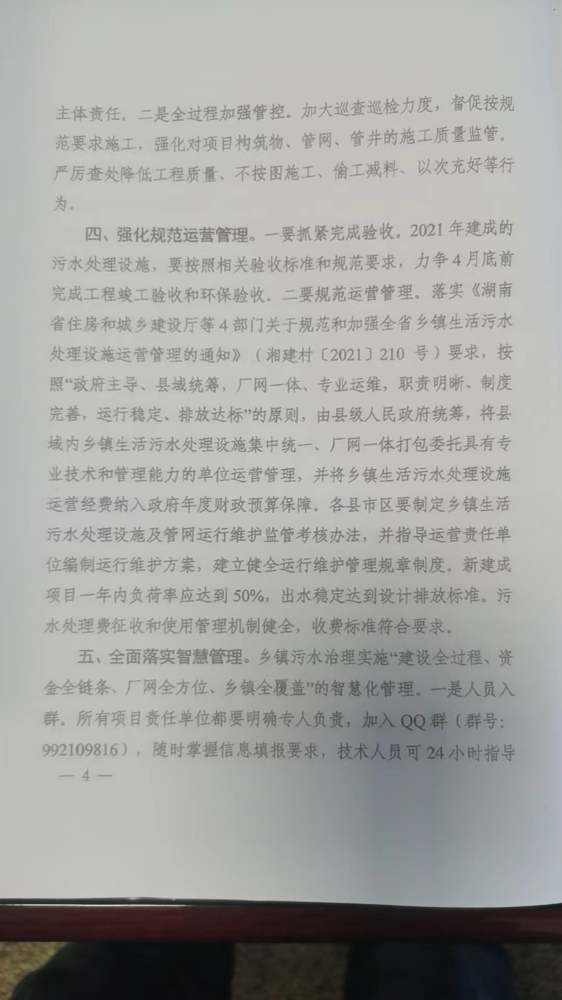 主体责任。二是全过程加强管控。加大巡查巡检力度，督促按规
范要求施工，强化对项目构筑物、管网、管井的施工质量监管。
严厉查处降低工程质量、不按图施工、偷工减料、以次充好等行
为。
四、强化规范运营管理。一要抓紧完成验收。2021年建成的
污水处理设施，要按照相关验收标准和规范要求，力争4月底前
完成工程竣工验收和环保验收。二要规范运营管理。落实《湖南
省住房和城乡建设厅等4部门关于规范和加强全省乡镇生活污水
处理设施运营管理的通知》（湘建村〔2021〕210 号）要求，按
照“政府主导、县域统筹，厂网一体、专业运维，职责明晰、制度
完善，运行稳定、排放达标”的原则，由县级人民政府统筹，将县
域内乡镇生活污水处理设施集中统一、厂网一体打包委托具有专
业技术和管理能力的单位运营管理，并将乡镇生活污水处理设施
运营经费纳入政府年度财政预算保障。各县市区要制定乡镇生活
污水处理设施及管网运行维护监管考核办法，并指导运营责任单
位编制运行维护方案，建立健全运行维护管理规章制度。新建成
项目一年内负荷率应达到50%，出水稳定达到设计排放标准。污
水处理费征收和使用管理机制健全，收费标准符合要求。
五、全面落实智慧管理。乡镇污水治理实施“建设全过程、资
金全链条、厂网全方位、乡镇全覆盖”的智慧化管理。一是人员入
群。所有项目责任单位都要明确专人负责，加入QQ群（群号：
992109816），随时掌握信息填报要求，技术人员可24小时指导
— 4 —